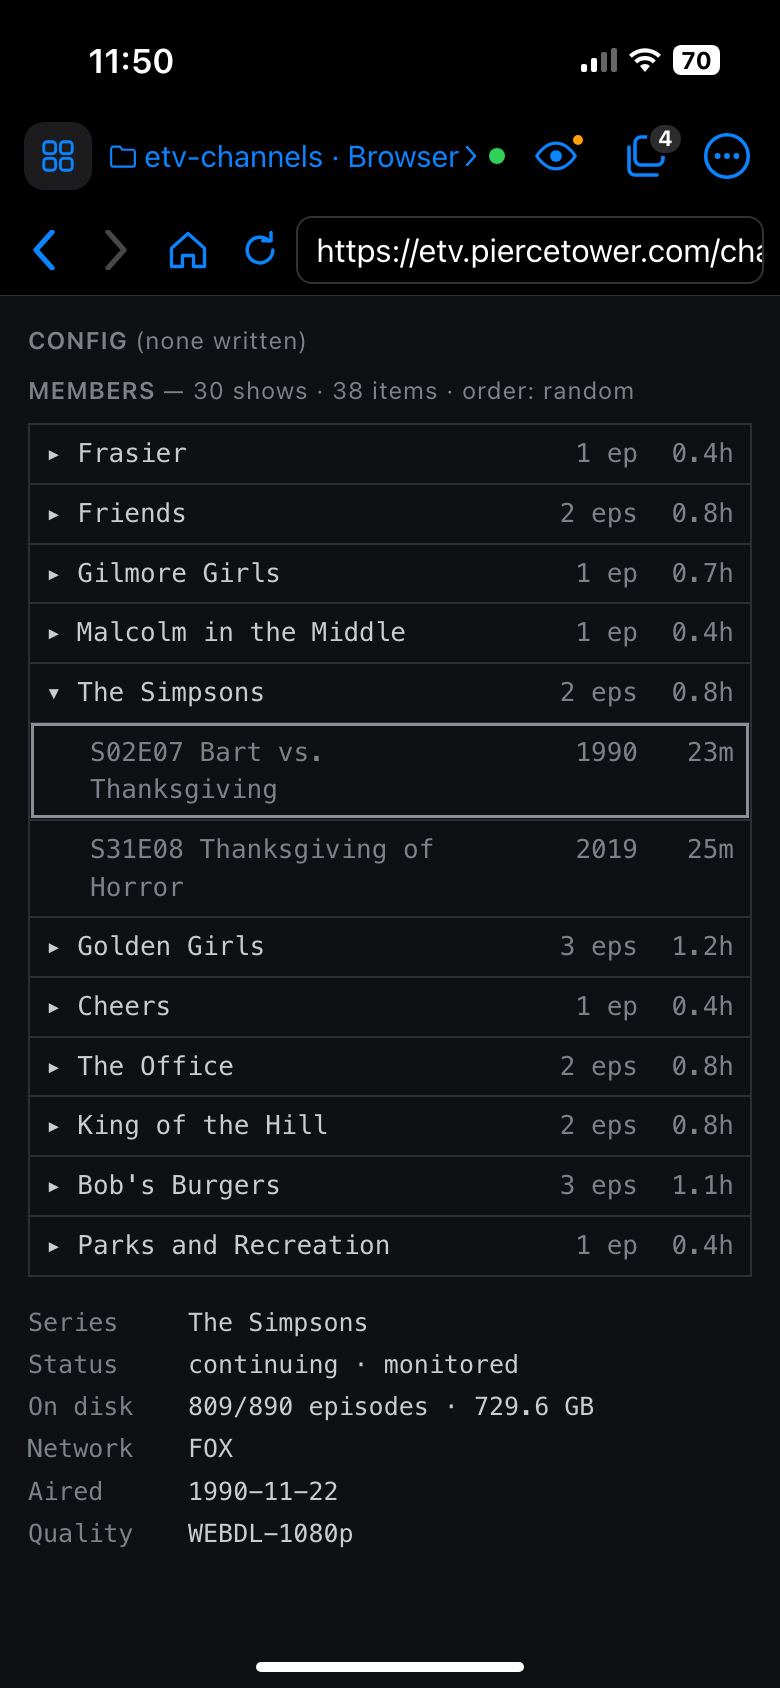 11:50
70
etv-channels · Browser
4
https://etv.piercetower.com/cha
CONFIG (none written)
MEMBERS — 30 shows · 38 items · order: random
▸ Frasier 1 ep 0.4h
▸ Friends 2 eps 0.8h
▸ Gilmore Girls 1 ep 0.7h
▸ Malcolm in the Middle 1 ep 0.4h
▾ The Simpsons 2 eps 0.8h
S02E07 Bart vs. 1990 23m
Thanksgiving
S31E08 Thanksgiving of 2019 25m
Horror
▸ Golden Girls 3 eps 1.2h
▸ Cheers 1 ep 0.4h
▸ The Office 2 eps 0.8h
▸ King of the Hill 2 eps 0.8h
▸ Bob's Burgers 3 eps 1.1h
▸ Parks and Recreation 1 ep 0.4h
Series The Simpsons
Status continuing · monitored
On disk 809/890 episodes · 729.6 GB
Network FOX
Aired 1990-11-22
Quality WEBDL-1080p